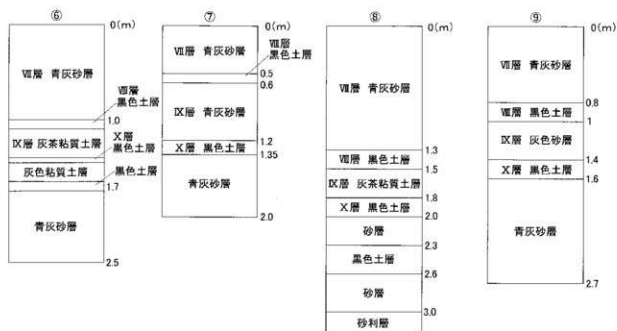 ⑥
0(m)
Ⅶ層 青灰砂層
Ⅷ層
黒色土層
1.0
Ⅸ層 灰茶粘質土層
Ⅹ層
黒色土層
灰色粘質土層
黒色土層
1.7
青灰砂層
2.5
⑦
0(m)
Ⅶ層 青灰砂層
Ⅷ層
黒色土層
0.5
0.6
Ⅸ層 青灰砂層
1.2
Ⅹ層 黒色土層
1.35
青灰砂層
2.0
⑧
0(m)
Ⅶ層 青灰砂層
1.3
Ⅷ層 黒色土層
1.5
Ⅸ層 灰茶粘質土層
1.8
Ⅹ層 黒色土層
2.0
砂層
2.3
黒色土層
2.6
砂層
3.0
砂利層
⑨
0(m)
Ⅶ層 青灰砂層
0.8
Ⅷ層 黒色土層
1
Ⅸ層 灰色砂層
1.4
Ⅹ層 黒色土層
1.6
青灰砂層
2.7